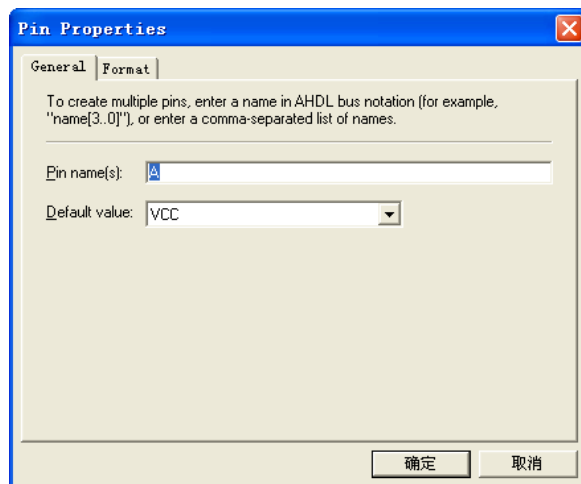 Pin Properties
General Format
To create multiple pins, enter a name in AHDL bus notation (for example,
"name[3..0]"), or enter a comma-separated list of names.
Pin name(s): A
Default value: VCC
确定 取消